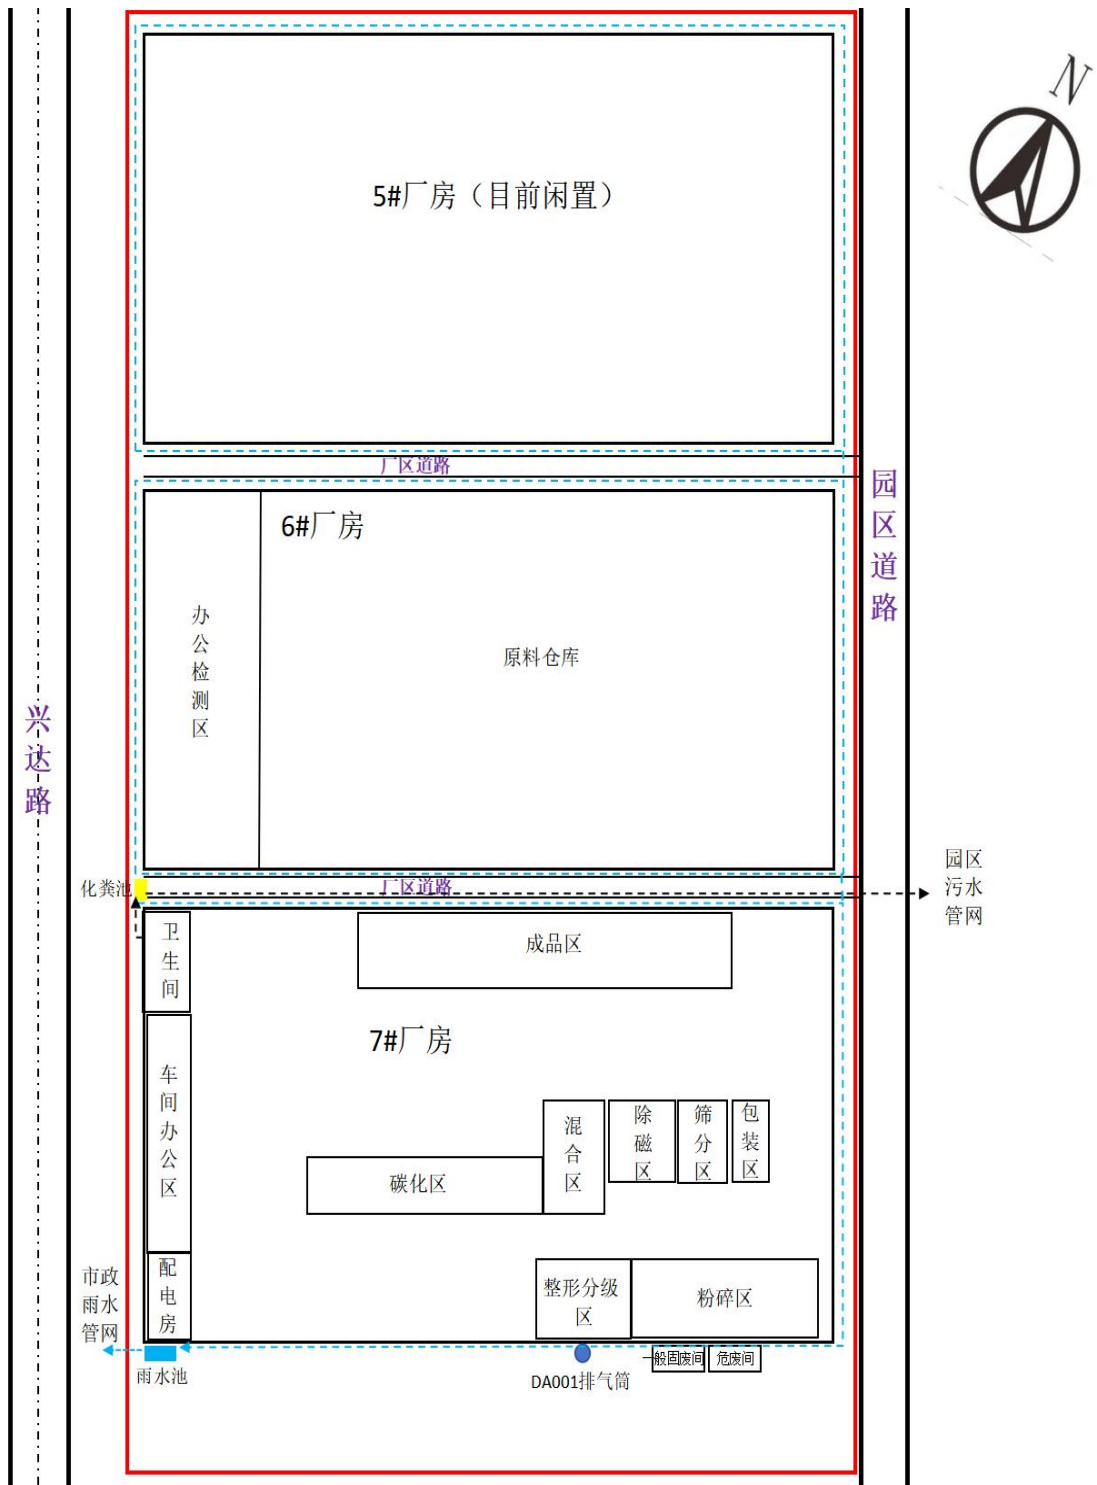 N
5#厂房（目前闲置）
厂区道路
园区道路
6#厂房
办公检测区
原料仓库
兴达路
化粪池
厂区道路
园区
污水
管网
卫生间
成品区
7#厂房
车间办公区
混合区
除磁区
筛分区
包装区
碳化区
配电房
整形分级
区
粉碎区
市政
雨水
管网
雨水池
DA001排气筒
一般固废间
危废间